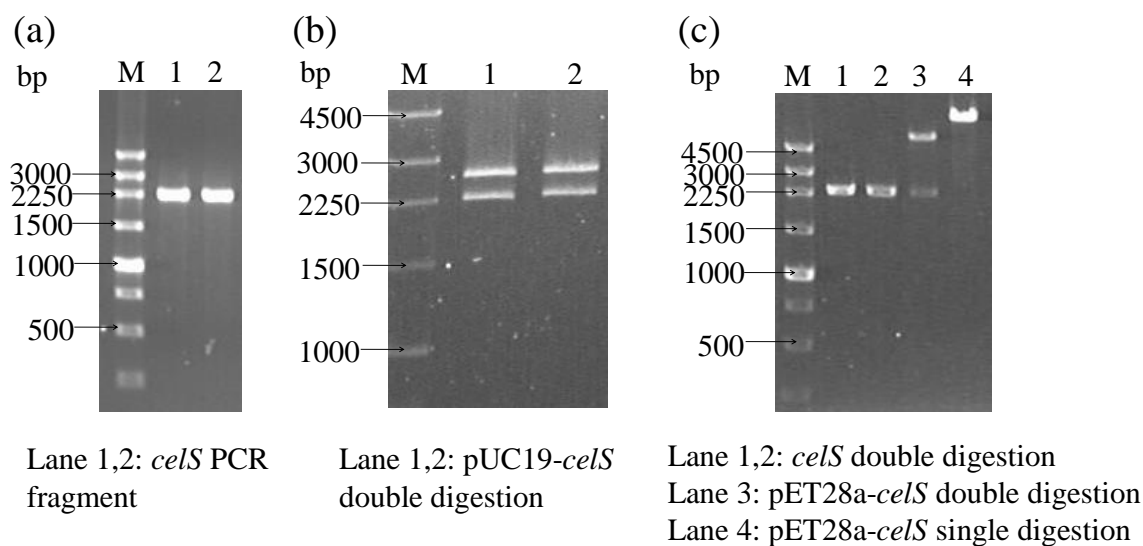 (a)
bp M 1 2
3000
2250
1500
1000
500
Lane 1,2: celS PCR
fragment
(b)
bp M 1 2
4500
3000
2250
1500
1000
Lane 1,2: pUC19-celS
double digestion
(c)
bp M 1 2 3 4
4500
3000
2250
1500
1000
500
Lane 1,2: celS double digestion
Lane 3: pET28a-celS double digestion
Lane 4: pET28a-celS single digestion